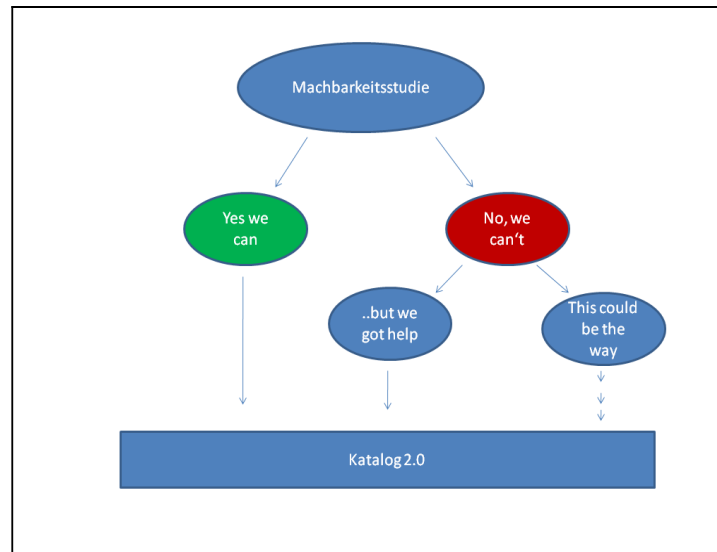 Machbarkeitsstudie
Yes we
can
No, we
can‘t
..but we
got help
This could
be the
way
Katalog 2.0